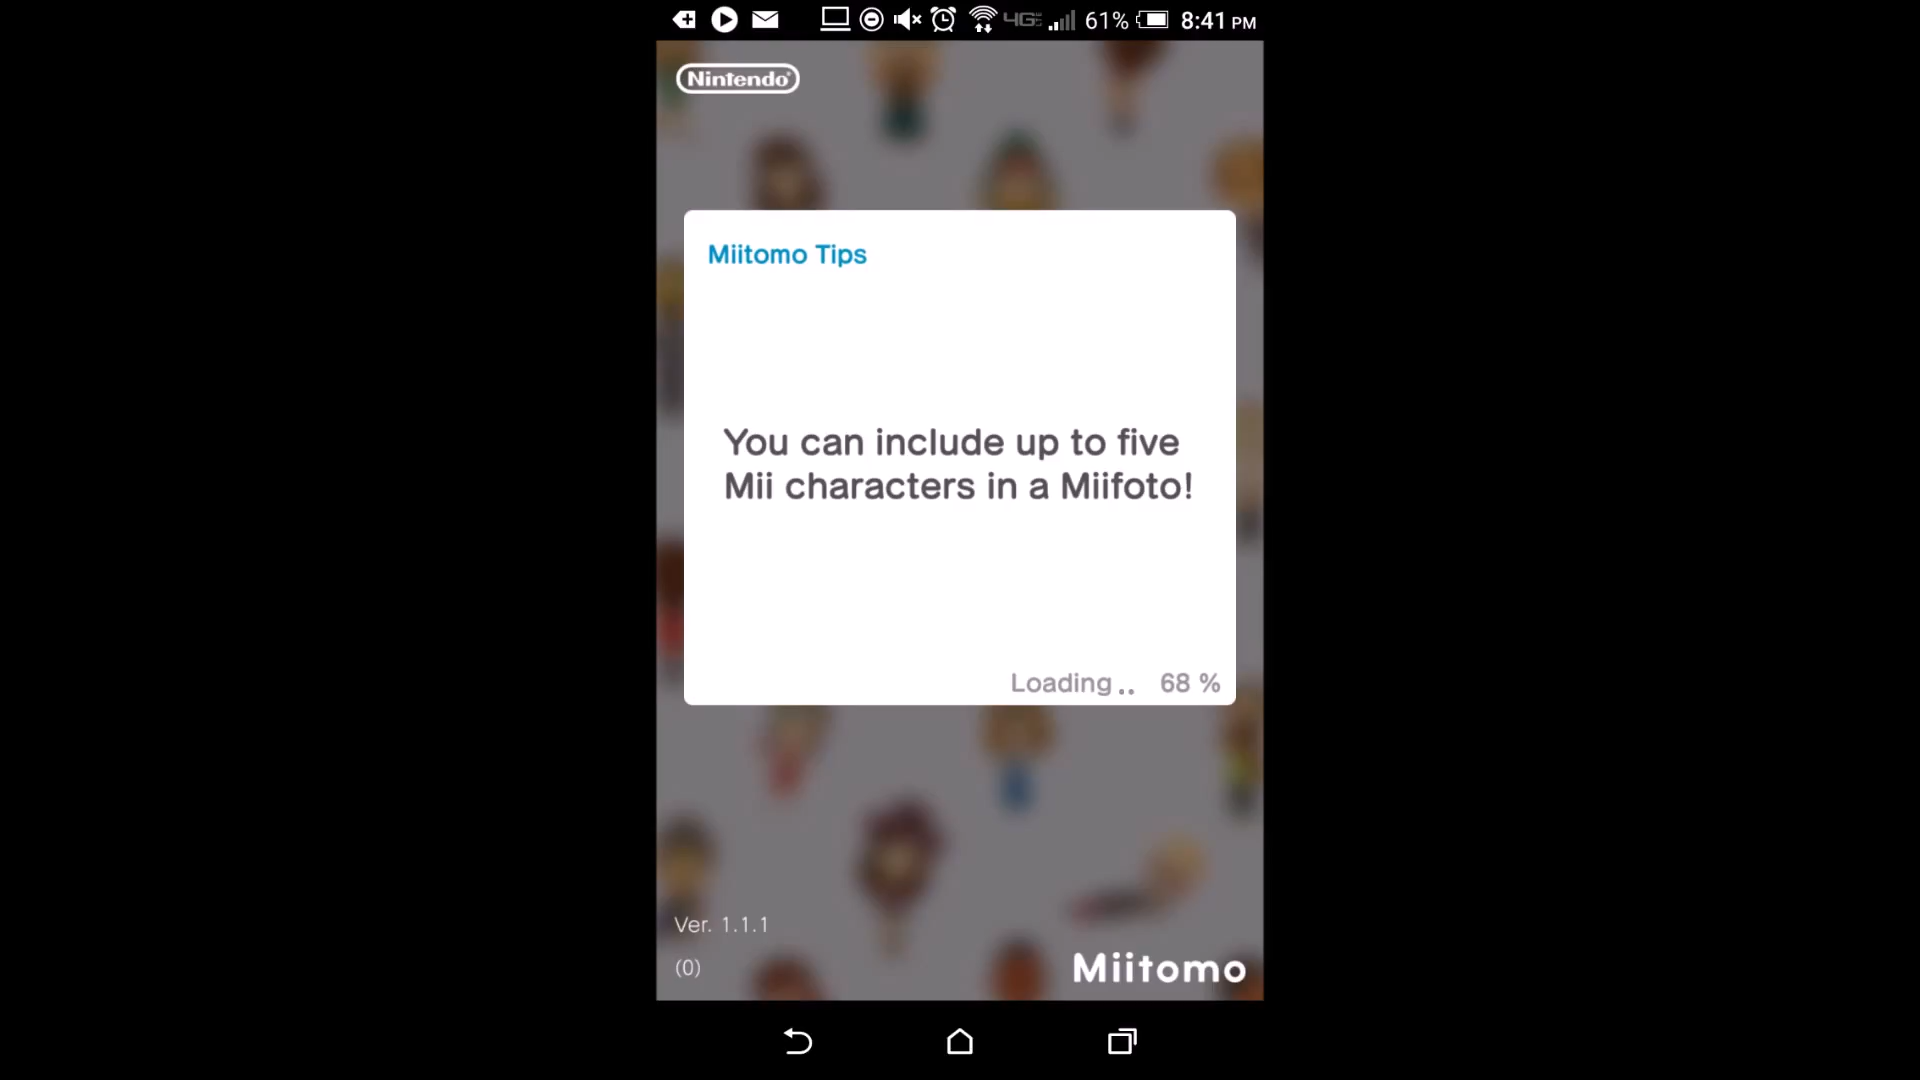 4G 61% 8:41 PM
Nintendo
Miitomo Tips
You can include up to five
Mii characters in a Miifoto!
Loading.. 68 %
Ver. 1.1.1
(0)
Miitomo